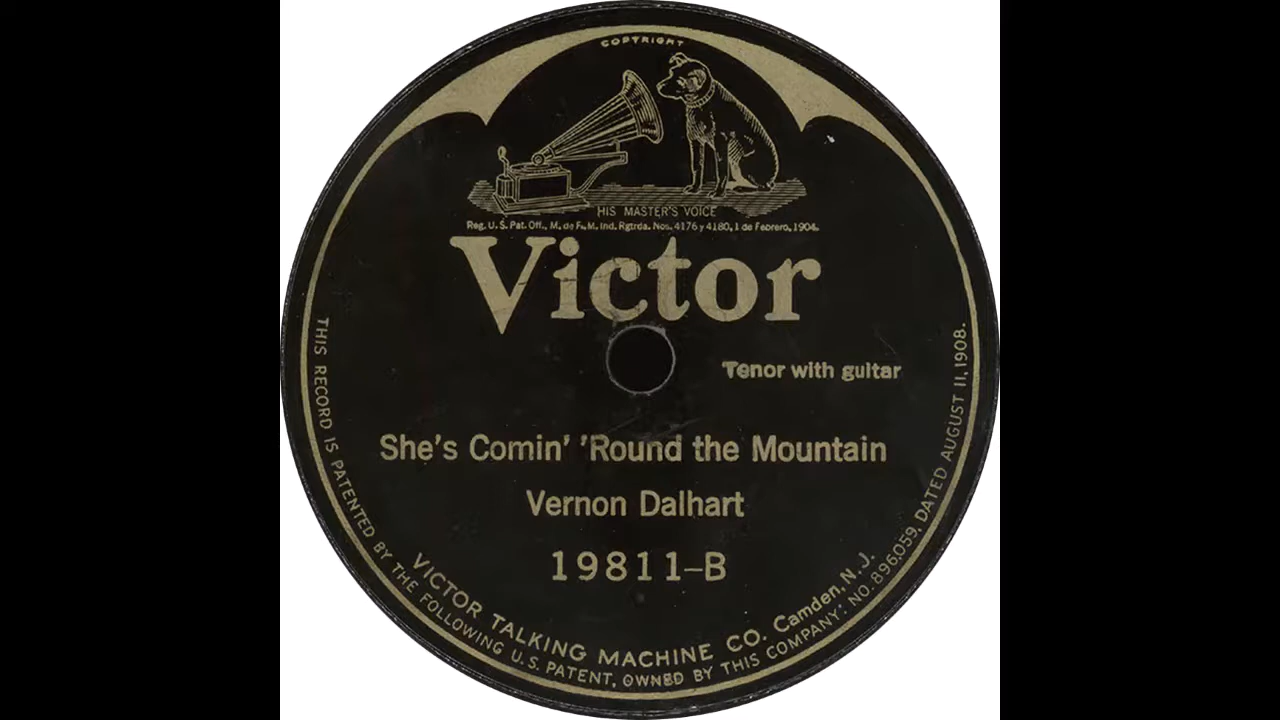 COPYRIGHT
HIS MASTER'S VOICE
Reg. U.S. Pat. Off., M. de F., M. Ind. Rgtrda. Nos. 4176 y 4180, 1 de Febrero, 1904.
Victor
Tenor with guitar
She's Comin' 'Round the Mountain
Vernon Dalhart
19811-B
VICTOR TALKING MACHINE CO. Camden, N. J.
THIS RECORD IS PATENTED BY THE FOLLOWING U.S. PATENT, OWNED BY THIS COMPANY: NO. 896,059, DATED AUGUST 11, 1908.